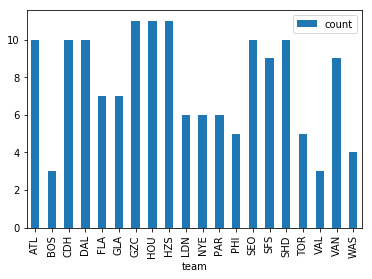 count
10
8
6
4
2
0
ATL BOS CDH DAL FLA GLA GZC HOU HZS LDN NYE PAR PHI SEO SFS SHD TOR VAL VAN WAS
team